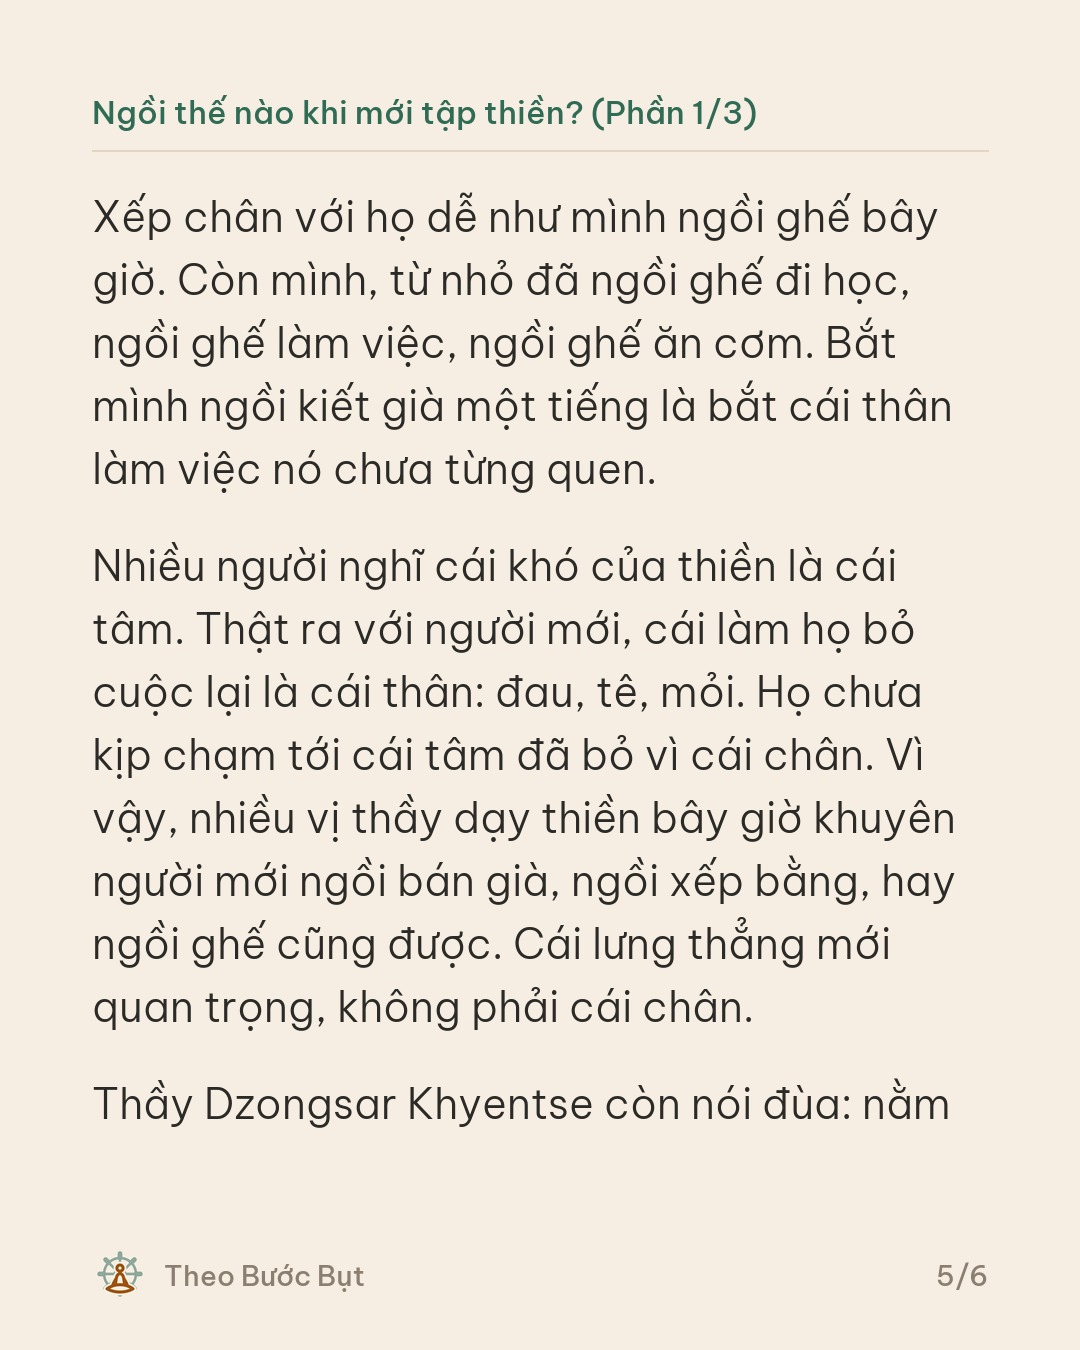 Ngồi thế nào khi mới tập thiền? (Phần 1/3)
Xếp chân với họ dễ như mình ngồi ghế bây
giờ. Còn mình, từ nhỏ đã ngồi ghế đi học,
ngồi ghế làm việc, ngồi ghế ăn cơm. Bắt
mình ngồi kiết già một tiếng là bắt cái thân
làm việc nó chưa từng quen.
Nhiều người nghĩ cái khó của thiền là cái
tâm. Thật ra với người mới, cái làm họ bỏ
cuộc lại là cái thân: đau, tê, mỏi. Họ chưa
kịp chạm tới cái tâm đã bỏ vì cái chân. Vì
vậy, nhiều vị thầy dạy thiền bây giờ khuyên
người mới ngồi bán già, ngồi xếp bằng, hay
ngồi ghế cũng được. Cái lưng thẳng mới
quan trọng, không phải cái chân.
Thầy Dzongsar Khyentse còn nói đùa: nằm
Theo Bước Bụt
5/6